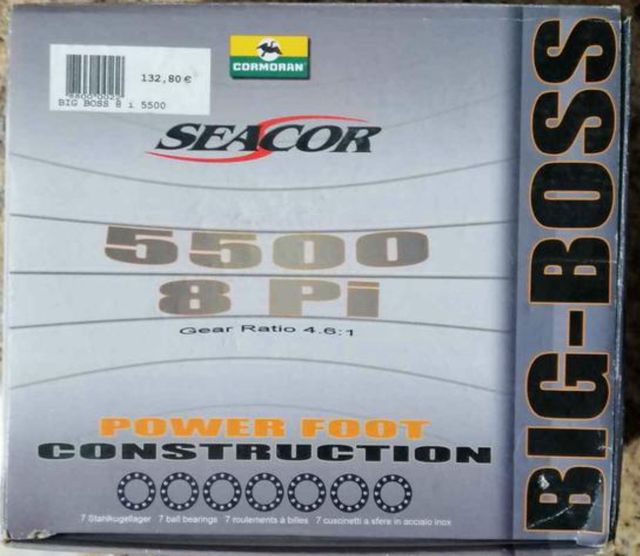 132,80 €
BIG BOSS 8 i 5500
CORMORAN
SEACOR
5500
8 Pi
Gear Ratio 4.6:1
POWER FOOT
CONSTRUCTION
7 Stahlkugellager 7 ball bearings 7 roulements à billes 7 cuscinetti a sfere in acciaio inox
BIG-BOSS